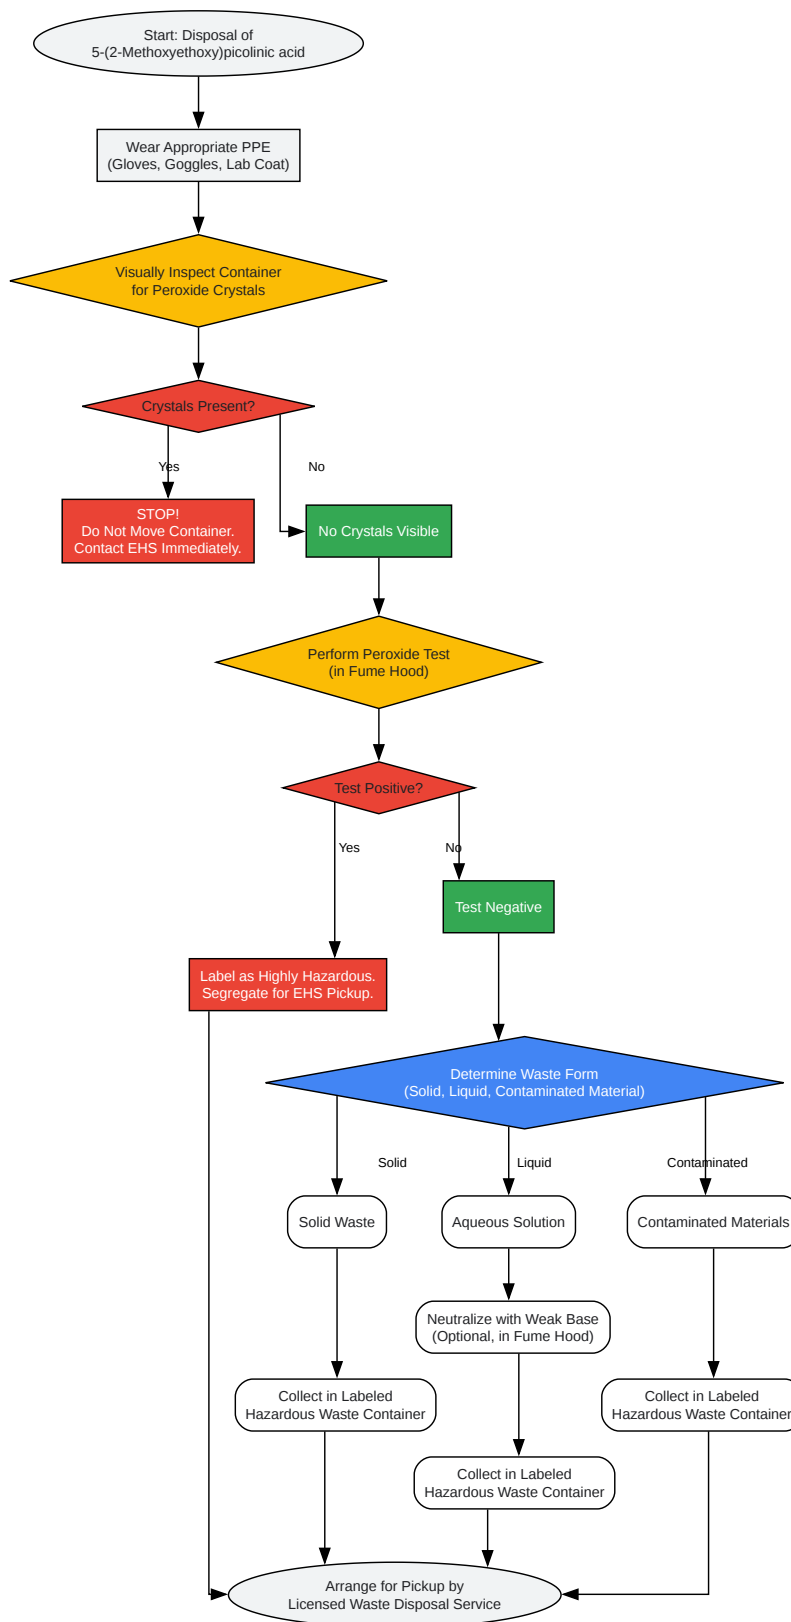 Start: Disposal of
5-(2-Methoxyethoxy)picolinic acid
Wear Appropriate PPE
(Gloves, Goggles, Lab Coat)
Visually Inspect Container
for Peroxide Crystals
Crystals Present?
Yes
No
STOP!
Do Not Move Container.
Contact EHS Immediately.
No Crystals Visible
Perform Peroxide Test
(in Fume Hood)
Test Positive?
Yes
No
Test Negative
Label as Highly Hazardous.
Segregate for EHS Pickup.
Determine Waste Form
(Solid, Liquid, Contaminated Material)
Solid
Liquid
Contaminated
Solid Waste
Aqueous Solution
Contaminated Materials
Neutralize with Weak Base
(Optional, in Fume Hood)
Collect in Labeled
Hazardous Waste Container
Collect in Labeled
Hazardous Waste Container
Collect in Labeled
Hazardous Waste Container
Arrange for Pickup by
Licensed Waste Disposal Service